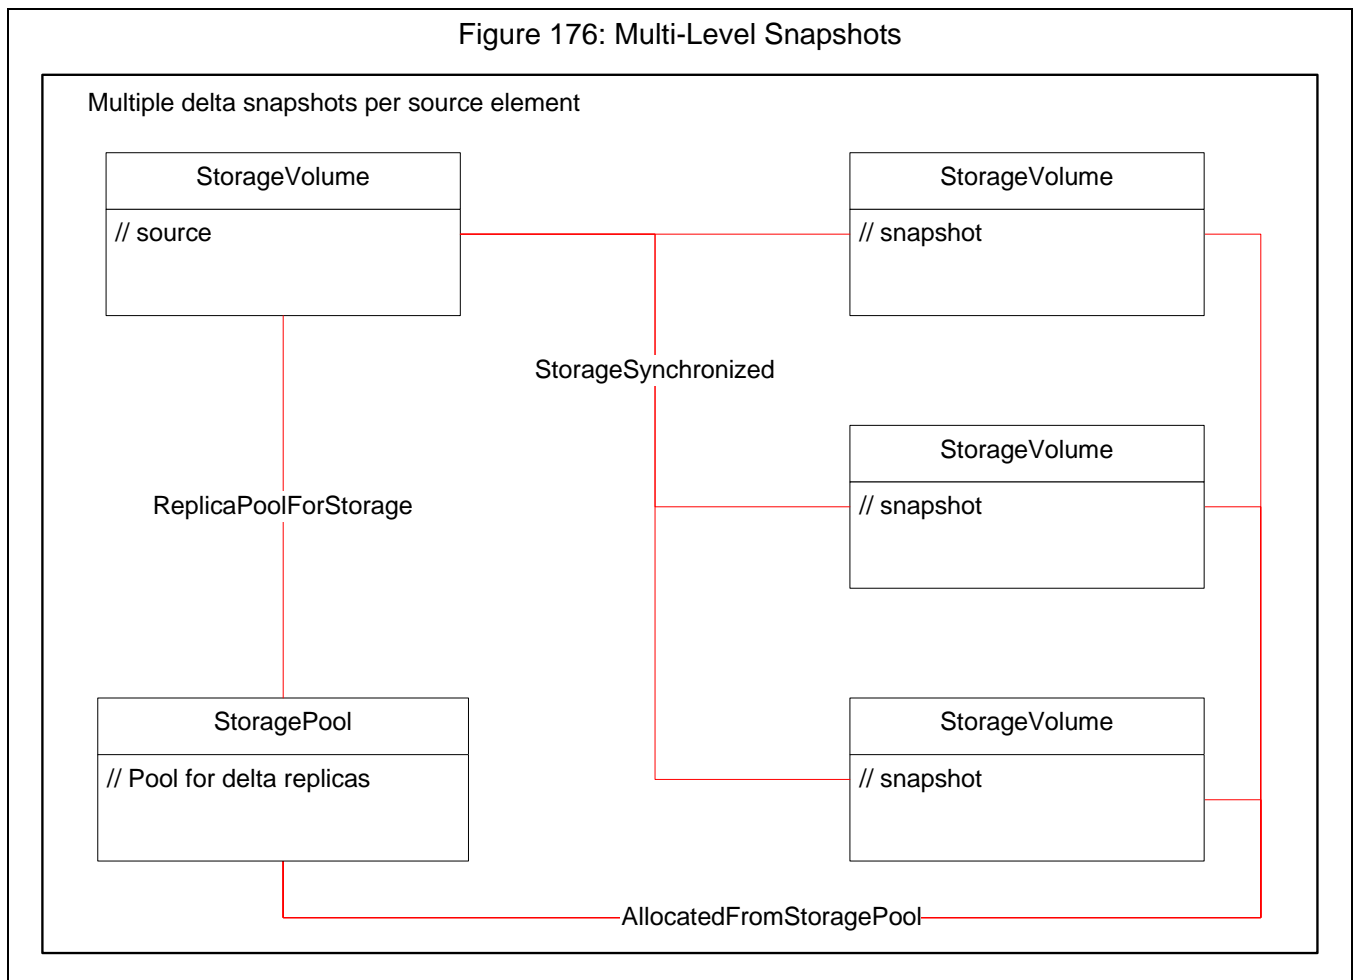 Figure 176: Multi-Level Snapshots
Multiple delta snapshots per source element
StorageVolume
// source
StorageVolume
// snapshot
StorageSynchronized
StorageVolume
// snapshot
ReplicaPoolForStorage
StoragePool
// Pool for delta replicas
StorageVolume
// snapshot
AllocatedFromStoragePool